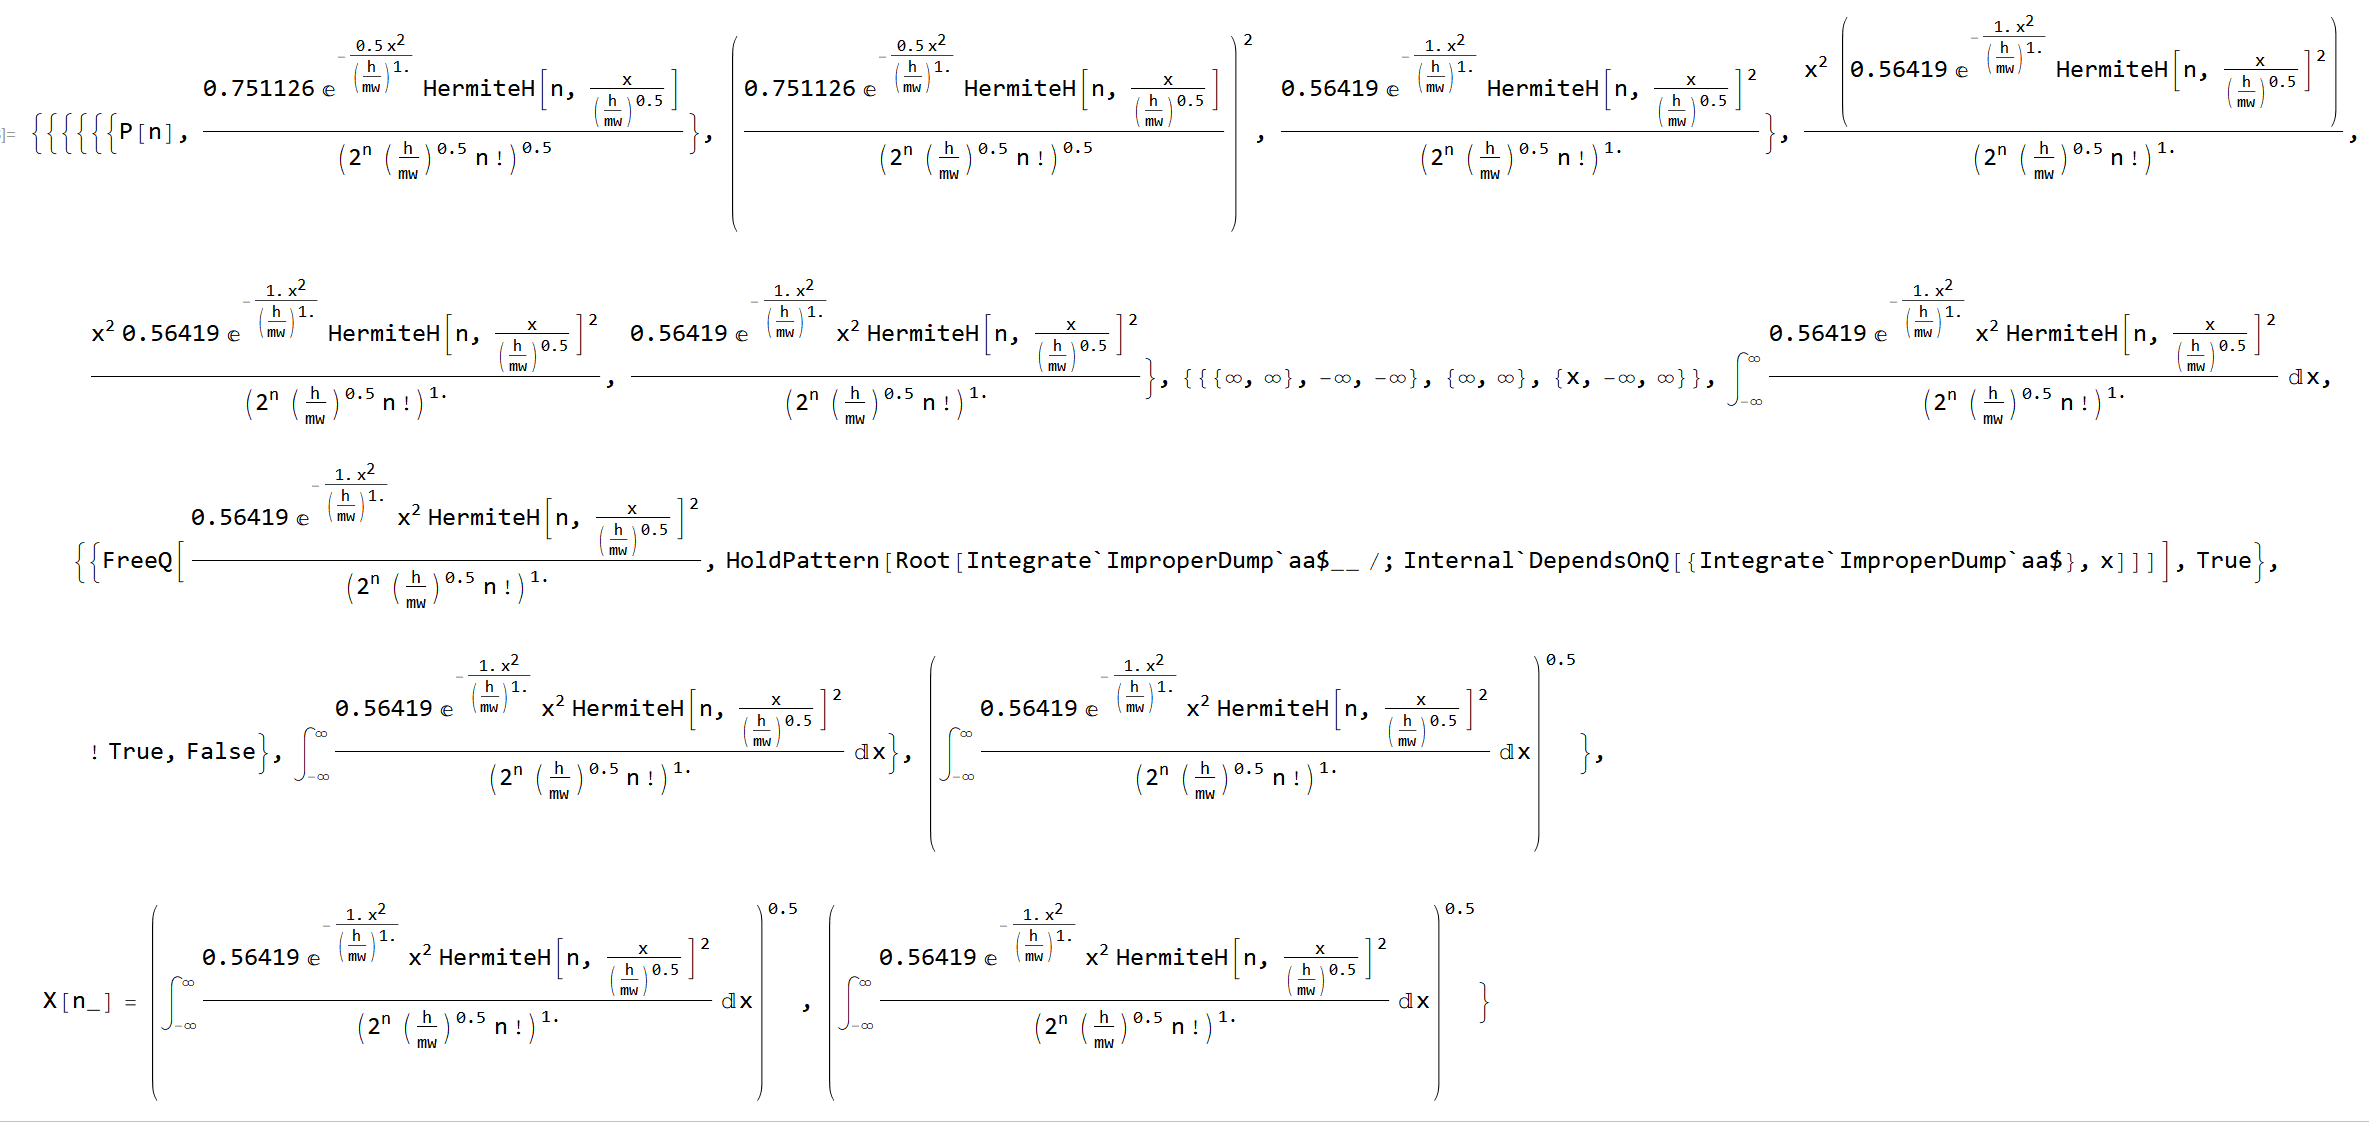 ]= {{{{{{P[n], (0.751126 ⅇ^(-(0.5 x^2)/((h/mw)^1.)) HermiteH[n, x/((h/mw)^0.5)])/((2^n (h/mw)^0.5 n!)^0.5)}, ((0.751126 ⅇ^(-(0.5 x^2)/((h/mw)^1.)) HermiteH[n, x/((h/mw)^0.5)])/((2^n (h/mw)^0.5 n!)^0.5))^2, (0.56419 ⅇ^(-(1. x^2)/((h/mw)^1.)) HermiteH[n, x/((h/mw)^0.5)]^2)/((2^n (h/mw)^0.5 n!)^1.)}, (x^2 (0.56419 ⅇ^(-(1. x^2)/((h/mw)^1.)) HermiteH[n, x/((h/mw)^0.5)]^2))/((2^n (h/mw)^0.5 n!)^1.),
(x^2 0.56419 ⅇ^(-(1. x^2)/((h/mw)^1.)) HermiteH[n, x/((h/mw)^0.5)]^2)/((2^n (h/mw)^0.5 n!)^1.), (0.56419 ⅇ^(-(1. x^2)/((h/mw)^1.)) x^2 HermiteH[n, x/((h/mw)^0.5)]^2)/((2^n (h/mw)^0.5 n!)^1.)}, {{{∞, ∞}, -∞, -∞}, {∞, ∞}, {x, -∞, ∞}}, ∫_-∞^∞ (0.56419 ⅇ^(-(1. x^2)/((h/mw)^1.)) x^2 HermiteH[n, x/((h/mw)^0.5)]^2)/((2^n (h/mw)^0.5 n!)^1.) ⅆx,
{{FreeQ[(0.56419 ⅇ^(-(1. x^2)/((h/mw)^1.)) x^2 HermiteH[n, x/((h/mw)^0.5)]^2)/((2^n (h/mw)^0.5 n!)^1.), HoldPattern[Root[Integrate`ImproperDump`aa$__ /; Internal`DependsOnQ[{Integrate`ImproperDump`aa$}, x]]]], True},
! True, False}, ∫_-∞^∞ (0.56419 ⅇ^(-(1. x^2)/((h/mw)^1.)) x^2 HermiteH[n, x/((h/mw)^0.5)]^2)/((2^n (h/mw)^0.5 n!)^1.) ⅆx}, (∫_-∞^∞ (0.56419 ⅇ^(-(1. x^2)/((h/mw)^1.)) x^2 HermiteH[n, x/((h/mw)^0.5)]^2)/((2^n (h/mw)^0.5 n!)^1.) ⅆx)^0.5},
X[n_] = (∫_-∞^∞ (0.56419 ⅇ^(-(1. x^2)/((h/mw)^1.)) x^2 HermiteH[n, x/((h/mw)^0.5)]^2)/((2^n (h/mw)^0.5 n!)^1.) ⅆx)^0.5, (∫_-∞^∞ (0.56419 ⅇ^(-(1. x^2)/((h/mw)^1.)) x^2 HermiteH[n, x/((h/mw)^0.5)]^2)/((2^n (h/mw)^0.5 n!)^1.) ⅆx)^0.5}